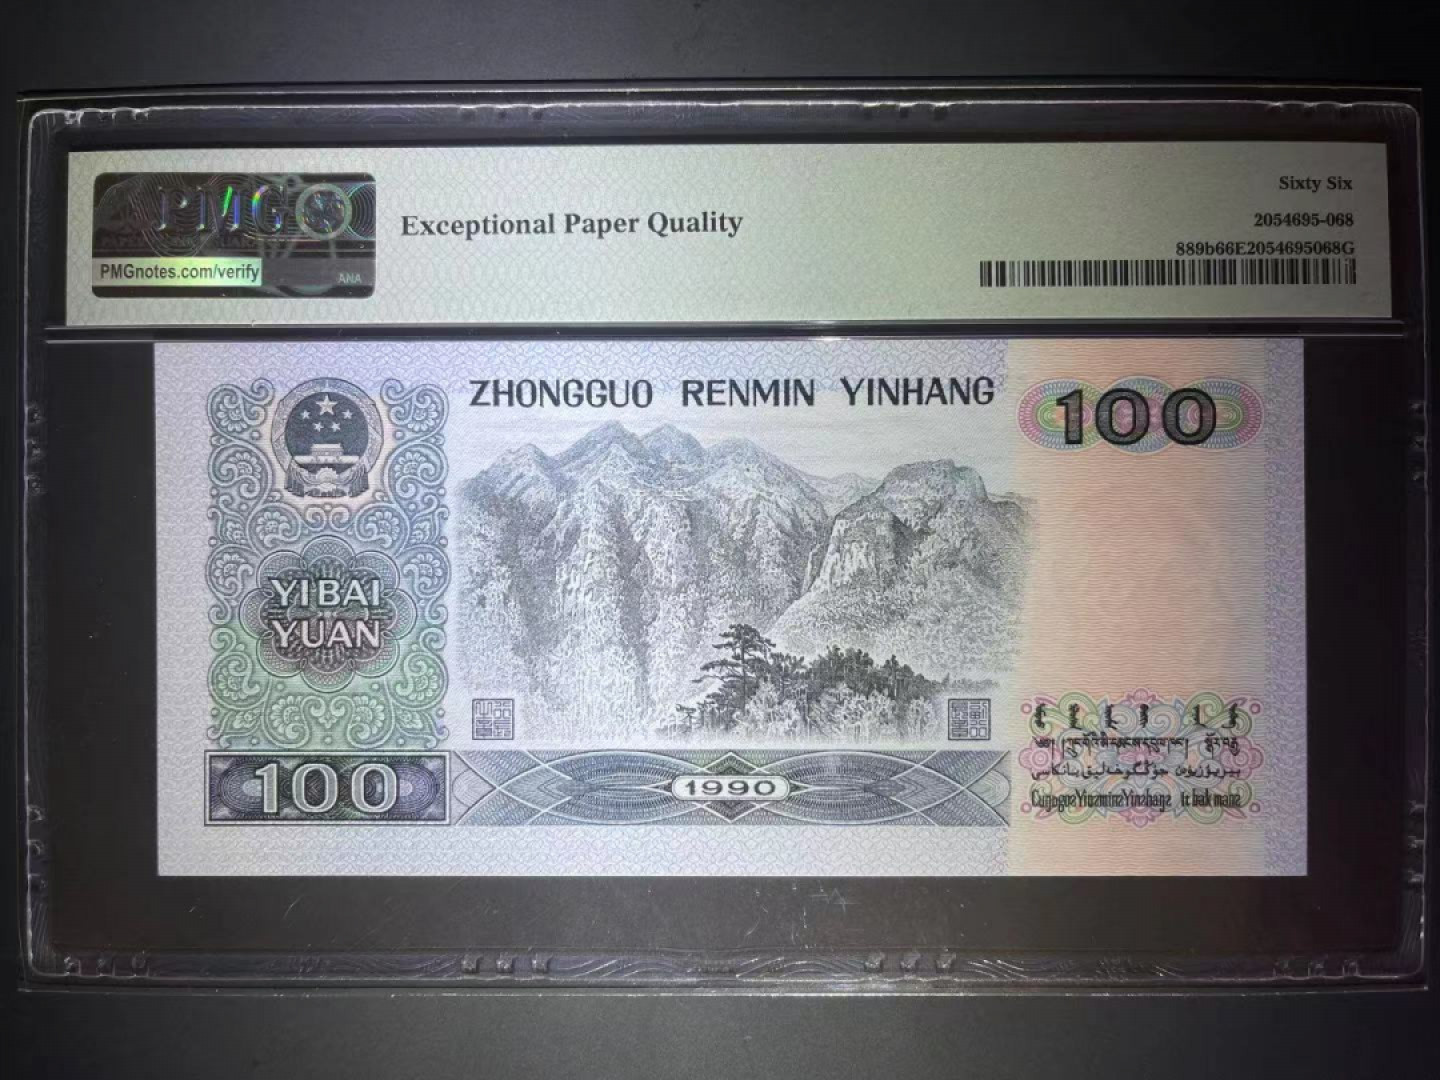 PMG
PMGnotes.com/verify
ANA
Exceptional Paper Quality
Sixty Six
2054695-068
889b66E2054695068G
ZHONGGUO RENMIN YINHANG
100
YIBAI
YUAN
100
1990